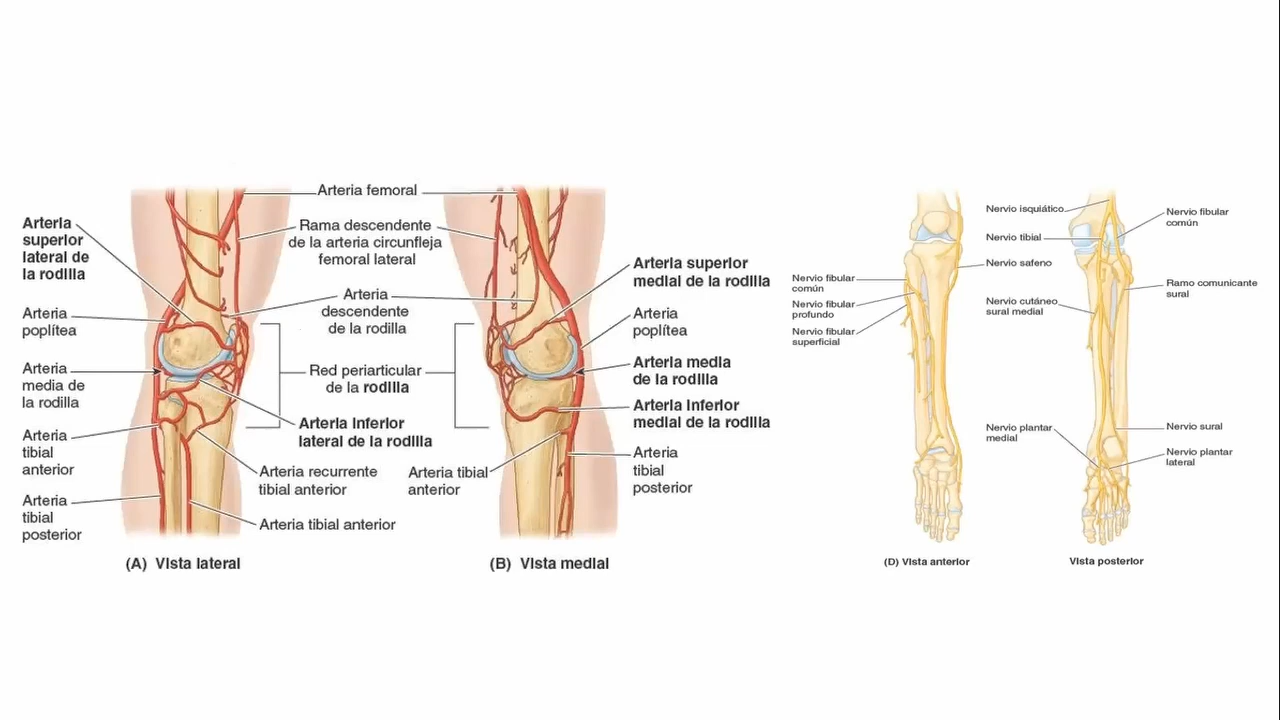 Arteria femoral
Arteria
superior
lateral de
la rodilla
Rama descendente
de la arteria circunfleja
femoral lateral
Arteria
descendente
de la rodilla
Arteria
poplítea
Arteria
media de
la rodilla
Red periarticular
de la rodilla
Arteria inferior
lateral de la rodilla
Arteria
tibial
anterior
Arteria recurrente
tibial anterior
Arteria
tibial
posterior
Arteria tibial anterior
(A) Vista lateral
Arteria superior
medial de la rodilla
Arteria
poplítea
Arteria media
de la rodilla
Arteria inferior
medial de la rodilla
Arteria tibial
anterior
Arteria
tibial
posterior
(B) Vista medial
Nervio fibular
común
Nervio fibular
profundo
Nervio fibular
superficial
Nervio safeno
(D) Vista anterior
Nervio isquiático
Nervio tibial
Nervio cutáneo
sural medial
Nervio plantar
medial
Nervio fibular
común
Ramo comunicante
sural
Nervio sural
Nervio plantar
lateral
Vista posterior